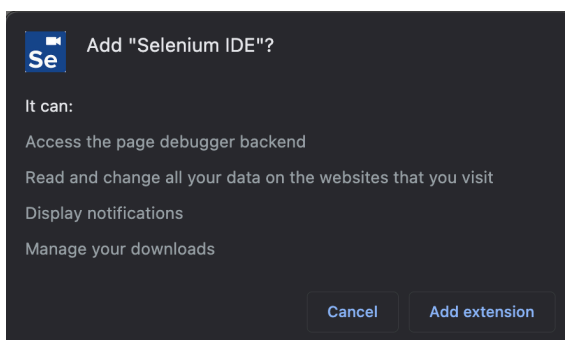 Se
Add "Selenium IDE"?
It can:
Access the page debugger backend
Read and change all your data on the websites that you visit
Display notifications
Manage your downloads
Cancel
Add extension